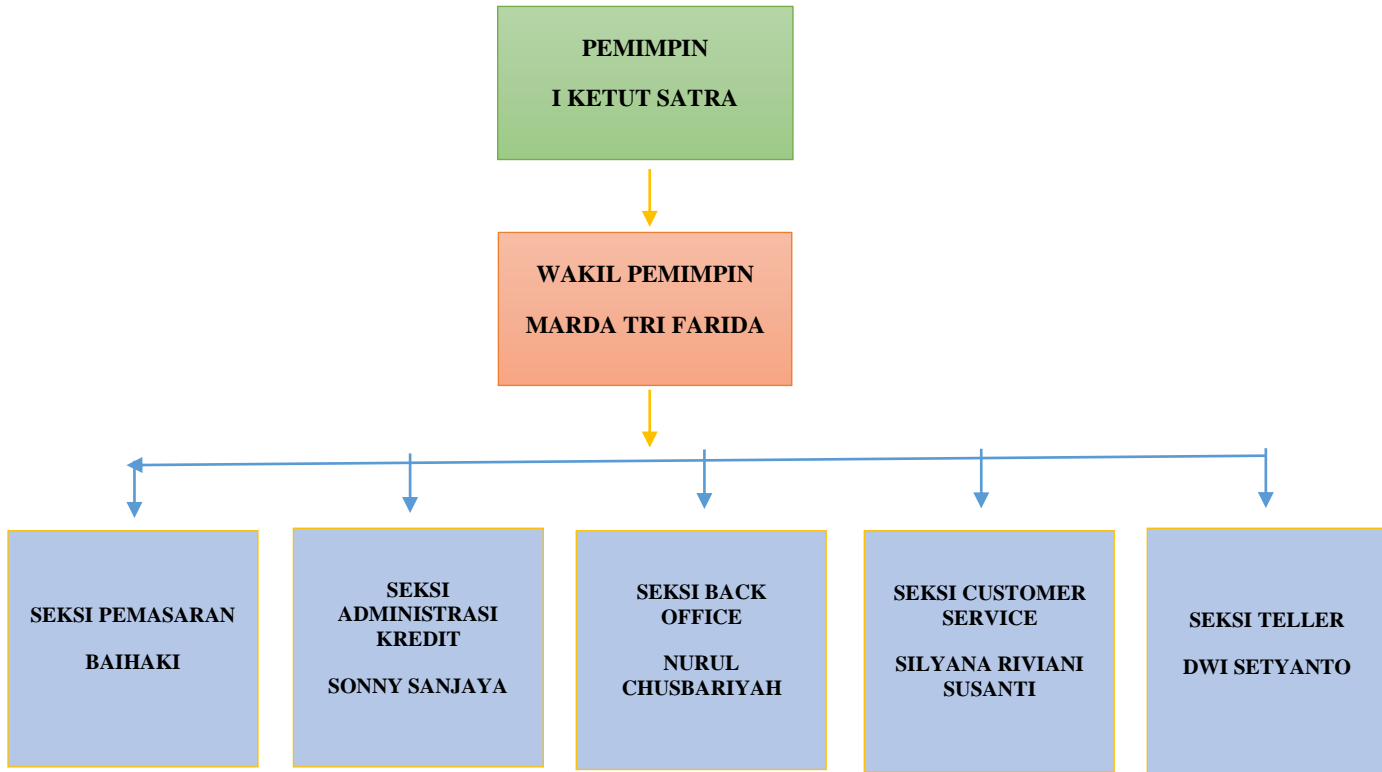 PEMIMPIN
I KETUT SATRA
WAKIL PEMIMPIN
MARDA TRI FARIDA
SEKSI PEMASARAN
BAIHAKI
SEKSI
ADMINISTRASI
KREDIT
SONNY SANJAYA
SEKSI BACK
OFFICE
NURUL
CHUSBARIYAH
SEKSI CUSTOMER
SERVICE
SILYANA RIVIANI
SUSANTI
SEKSI TELLER
DWI SETYANTO